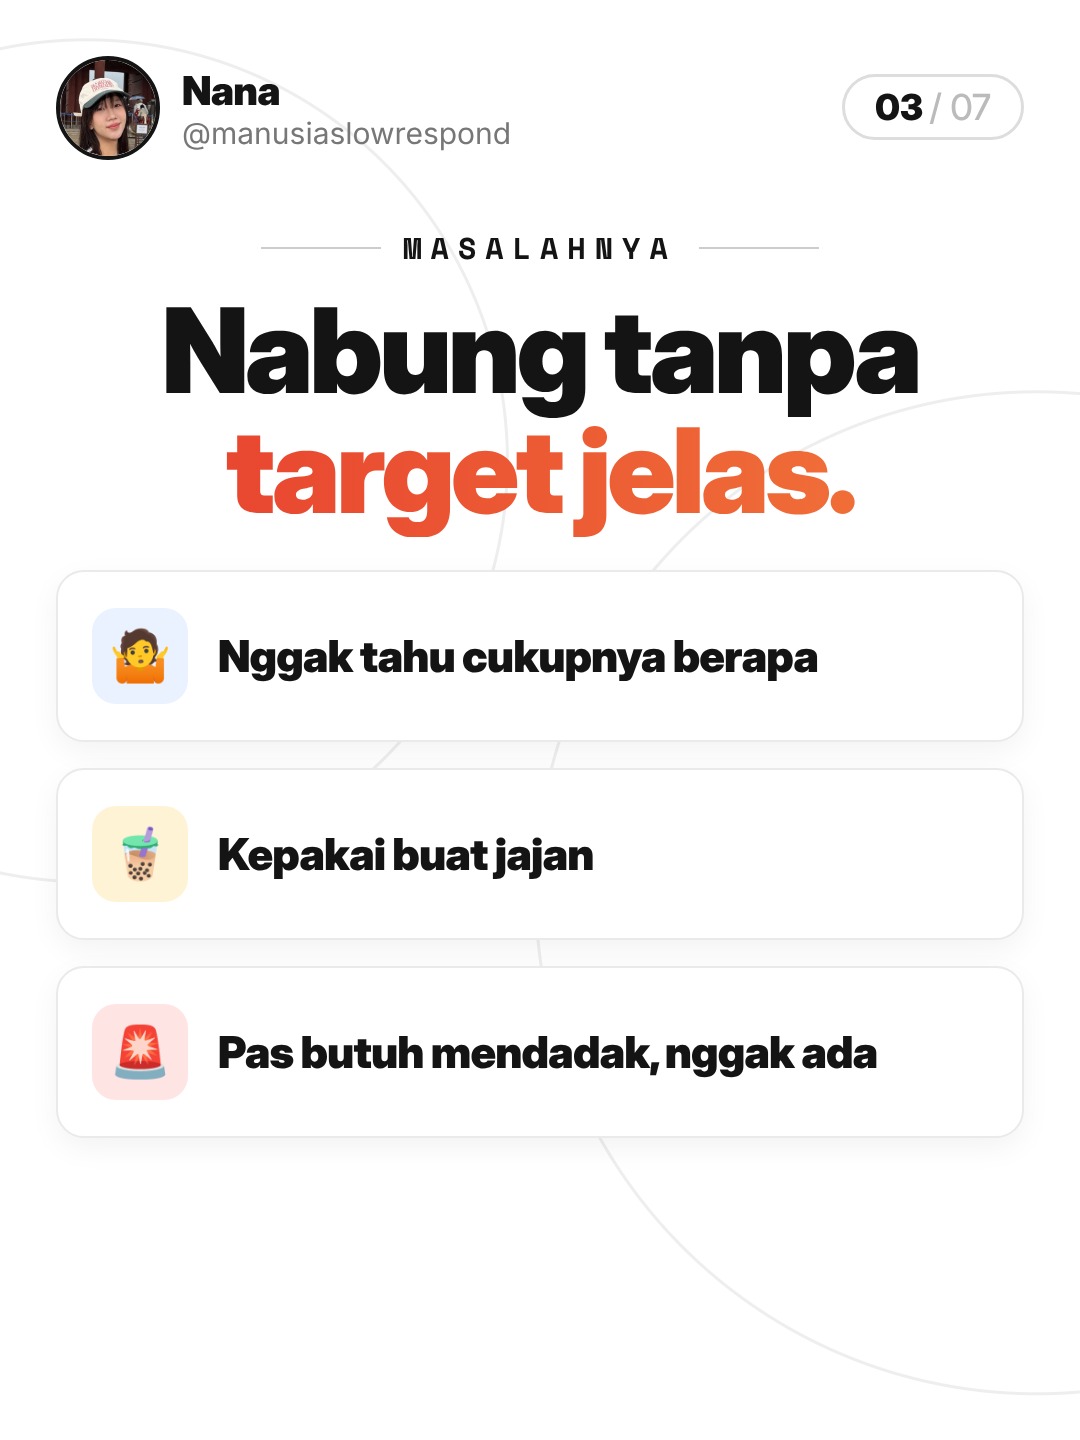 Nana
@manusiaslowrespond
03 / 07
MASALAHNYA
Nabung tanpa
target jelas.
Nggak tahu cukupnya berapa
Kepakai buat jajan
Pas butuh mendadak, nggak ada